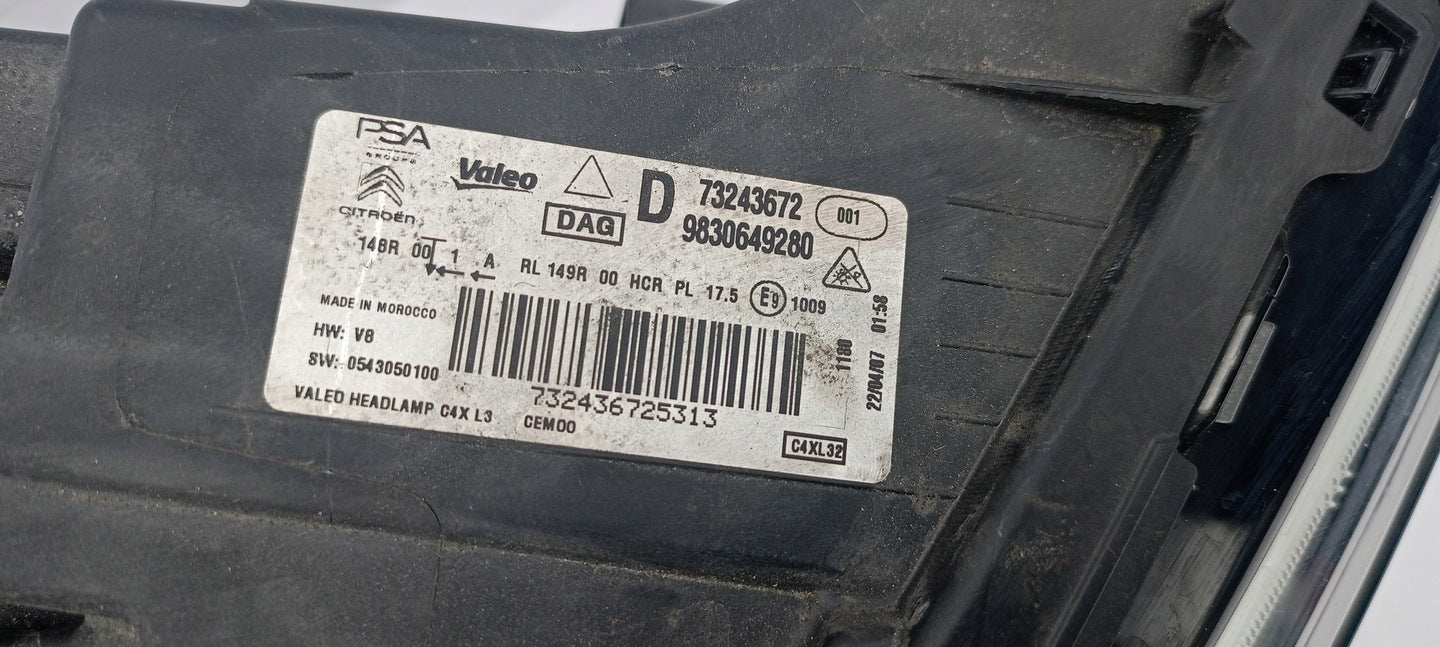 PSA
GROUPE
CITROËN
Valeo
DAG
D
73243672
9830649280
001
148R 00 1 A
RL 149R 00 HCR PL 17.5 E9 1009
MADE IN MOROCCO
HW: V8
SW: 0543050100
732436725313
VALEO HEADLAMP C4X L3 CEM00
C4XL32
1180
22/04/07 01:58